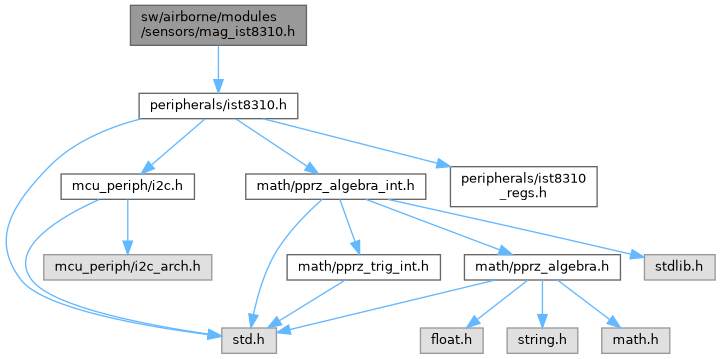 sw/airborne/modules
/sensors/mag_ist8310.h
peripherals/ist8310.h
mcu_periph/i2c.h
math/pprz_algebra_int.h
peripherals/ist8310
_regs.h
mcu_periph/i2c_arch.h
math/pprz_trig_int.h
math/pprz_algebra.h
stdlib.h
std.h
float.h
string.h
math.h